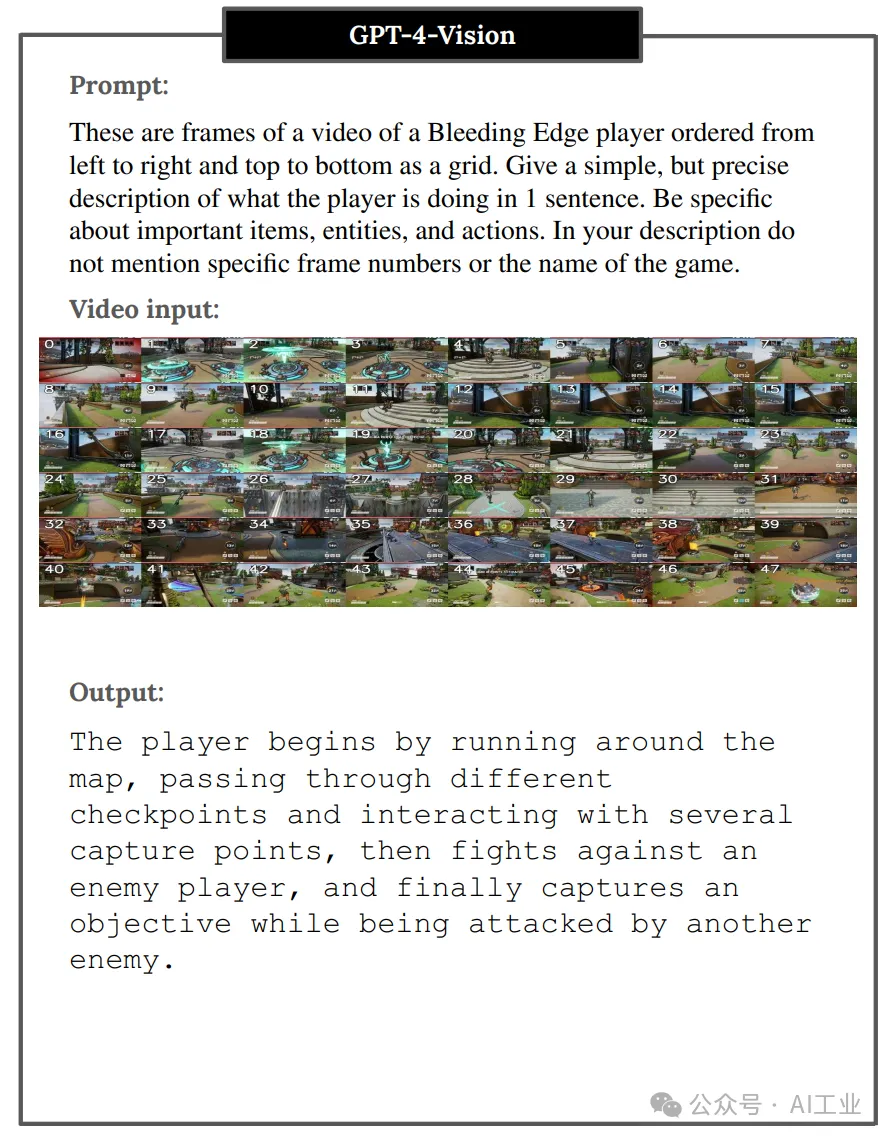 GPT-4-Vision
Prompt:
These are frames of a video of a Bleeding Edge player ordered from
left to right and top to bottom as a grid. Give a simple, but precise
description of what the player is doing in 1 sentence. Be specific
about important items, entities, and actions. In your description do
not mention specific frame numbers or the name of the game.
Video input:
0 1 2 3 4 5 6 7
8 9 10 11 12 13 14 15
16 17 18 19 20 21 22 23
24 25 26 27 28 29 30 31
32 33 34 35 36 37 38 39
40 41 42 43 44 45 46 47
Output:
The player begins by running around the
map, passing through different
checkpoints and interacting with several
capture points, then fights against an
enemy player, and finally captures an
objective while being attacked by another
enemy.
公众号 · AI工业